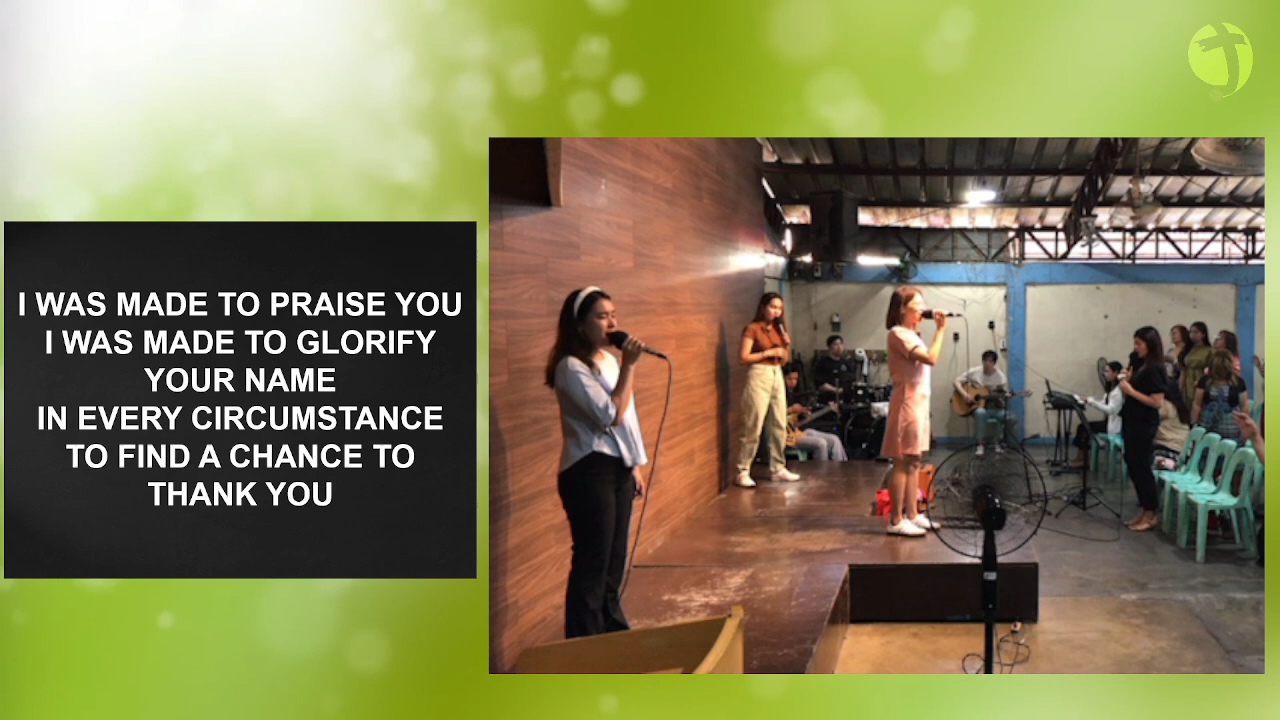 I WAS MADE TO PRAISE YOU
I WAS MADE TO GLORIFY
YOUR NAME
IN EVERY CIRCUMSTANCE
TO FIND A CHANCE TO
THANK YOU